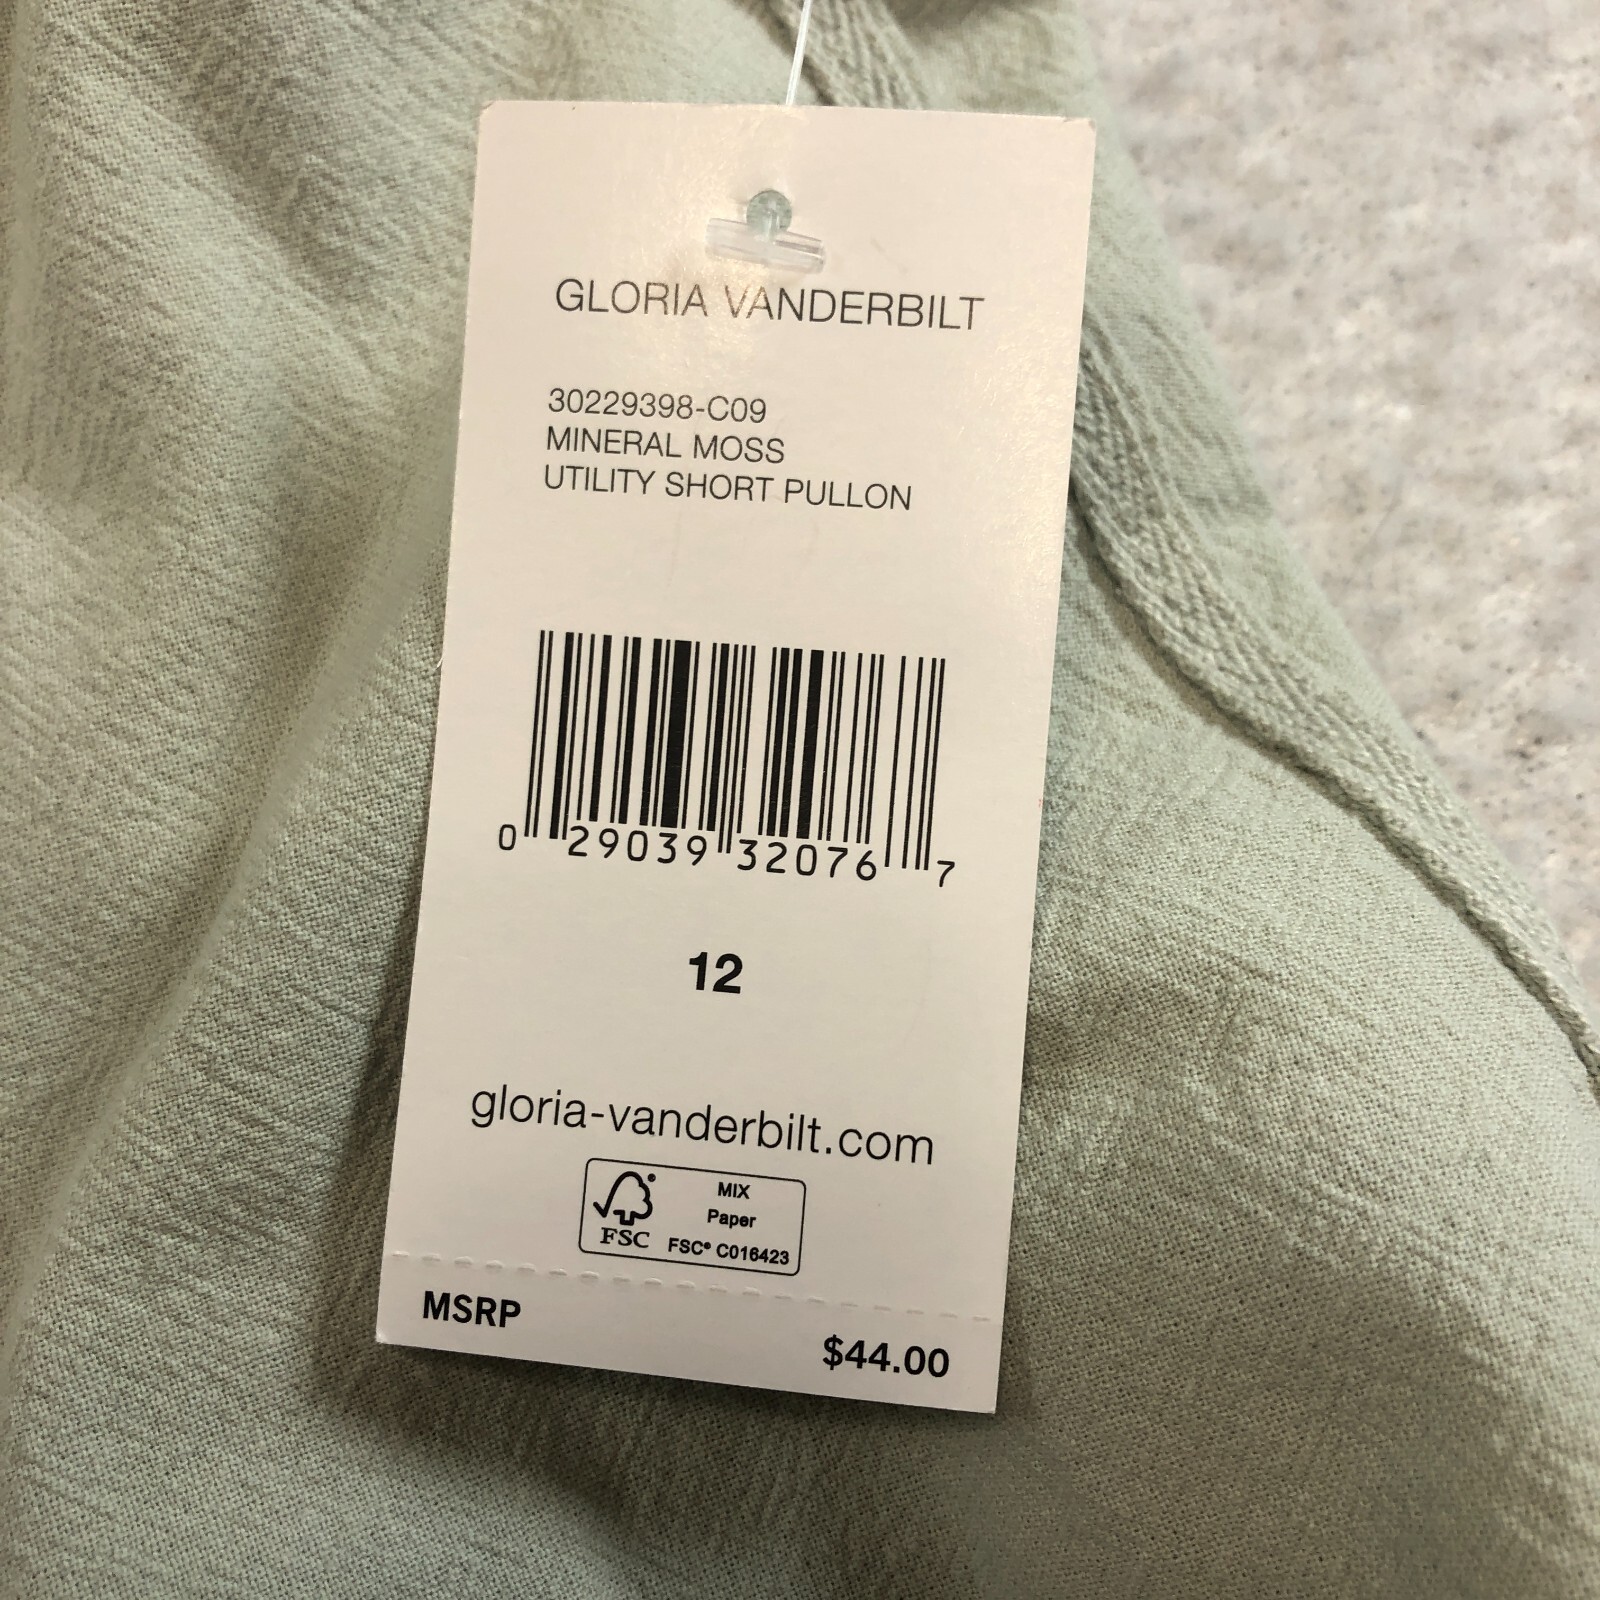 GLORIA VANDERBILT
30229398-C09
MINERAL MOSS
UTILITY SHORT PULLON
0 29039 32076 7
12
gloria-vanderbilt.com
FSC
MIX
Paper
FSC® C016423
MSRP
$44.00